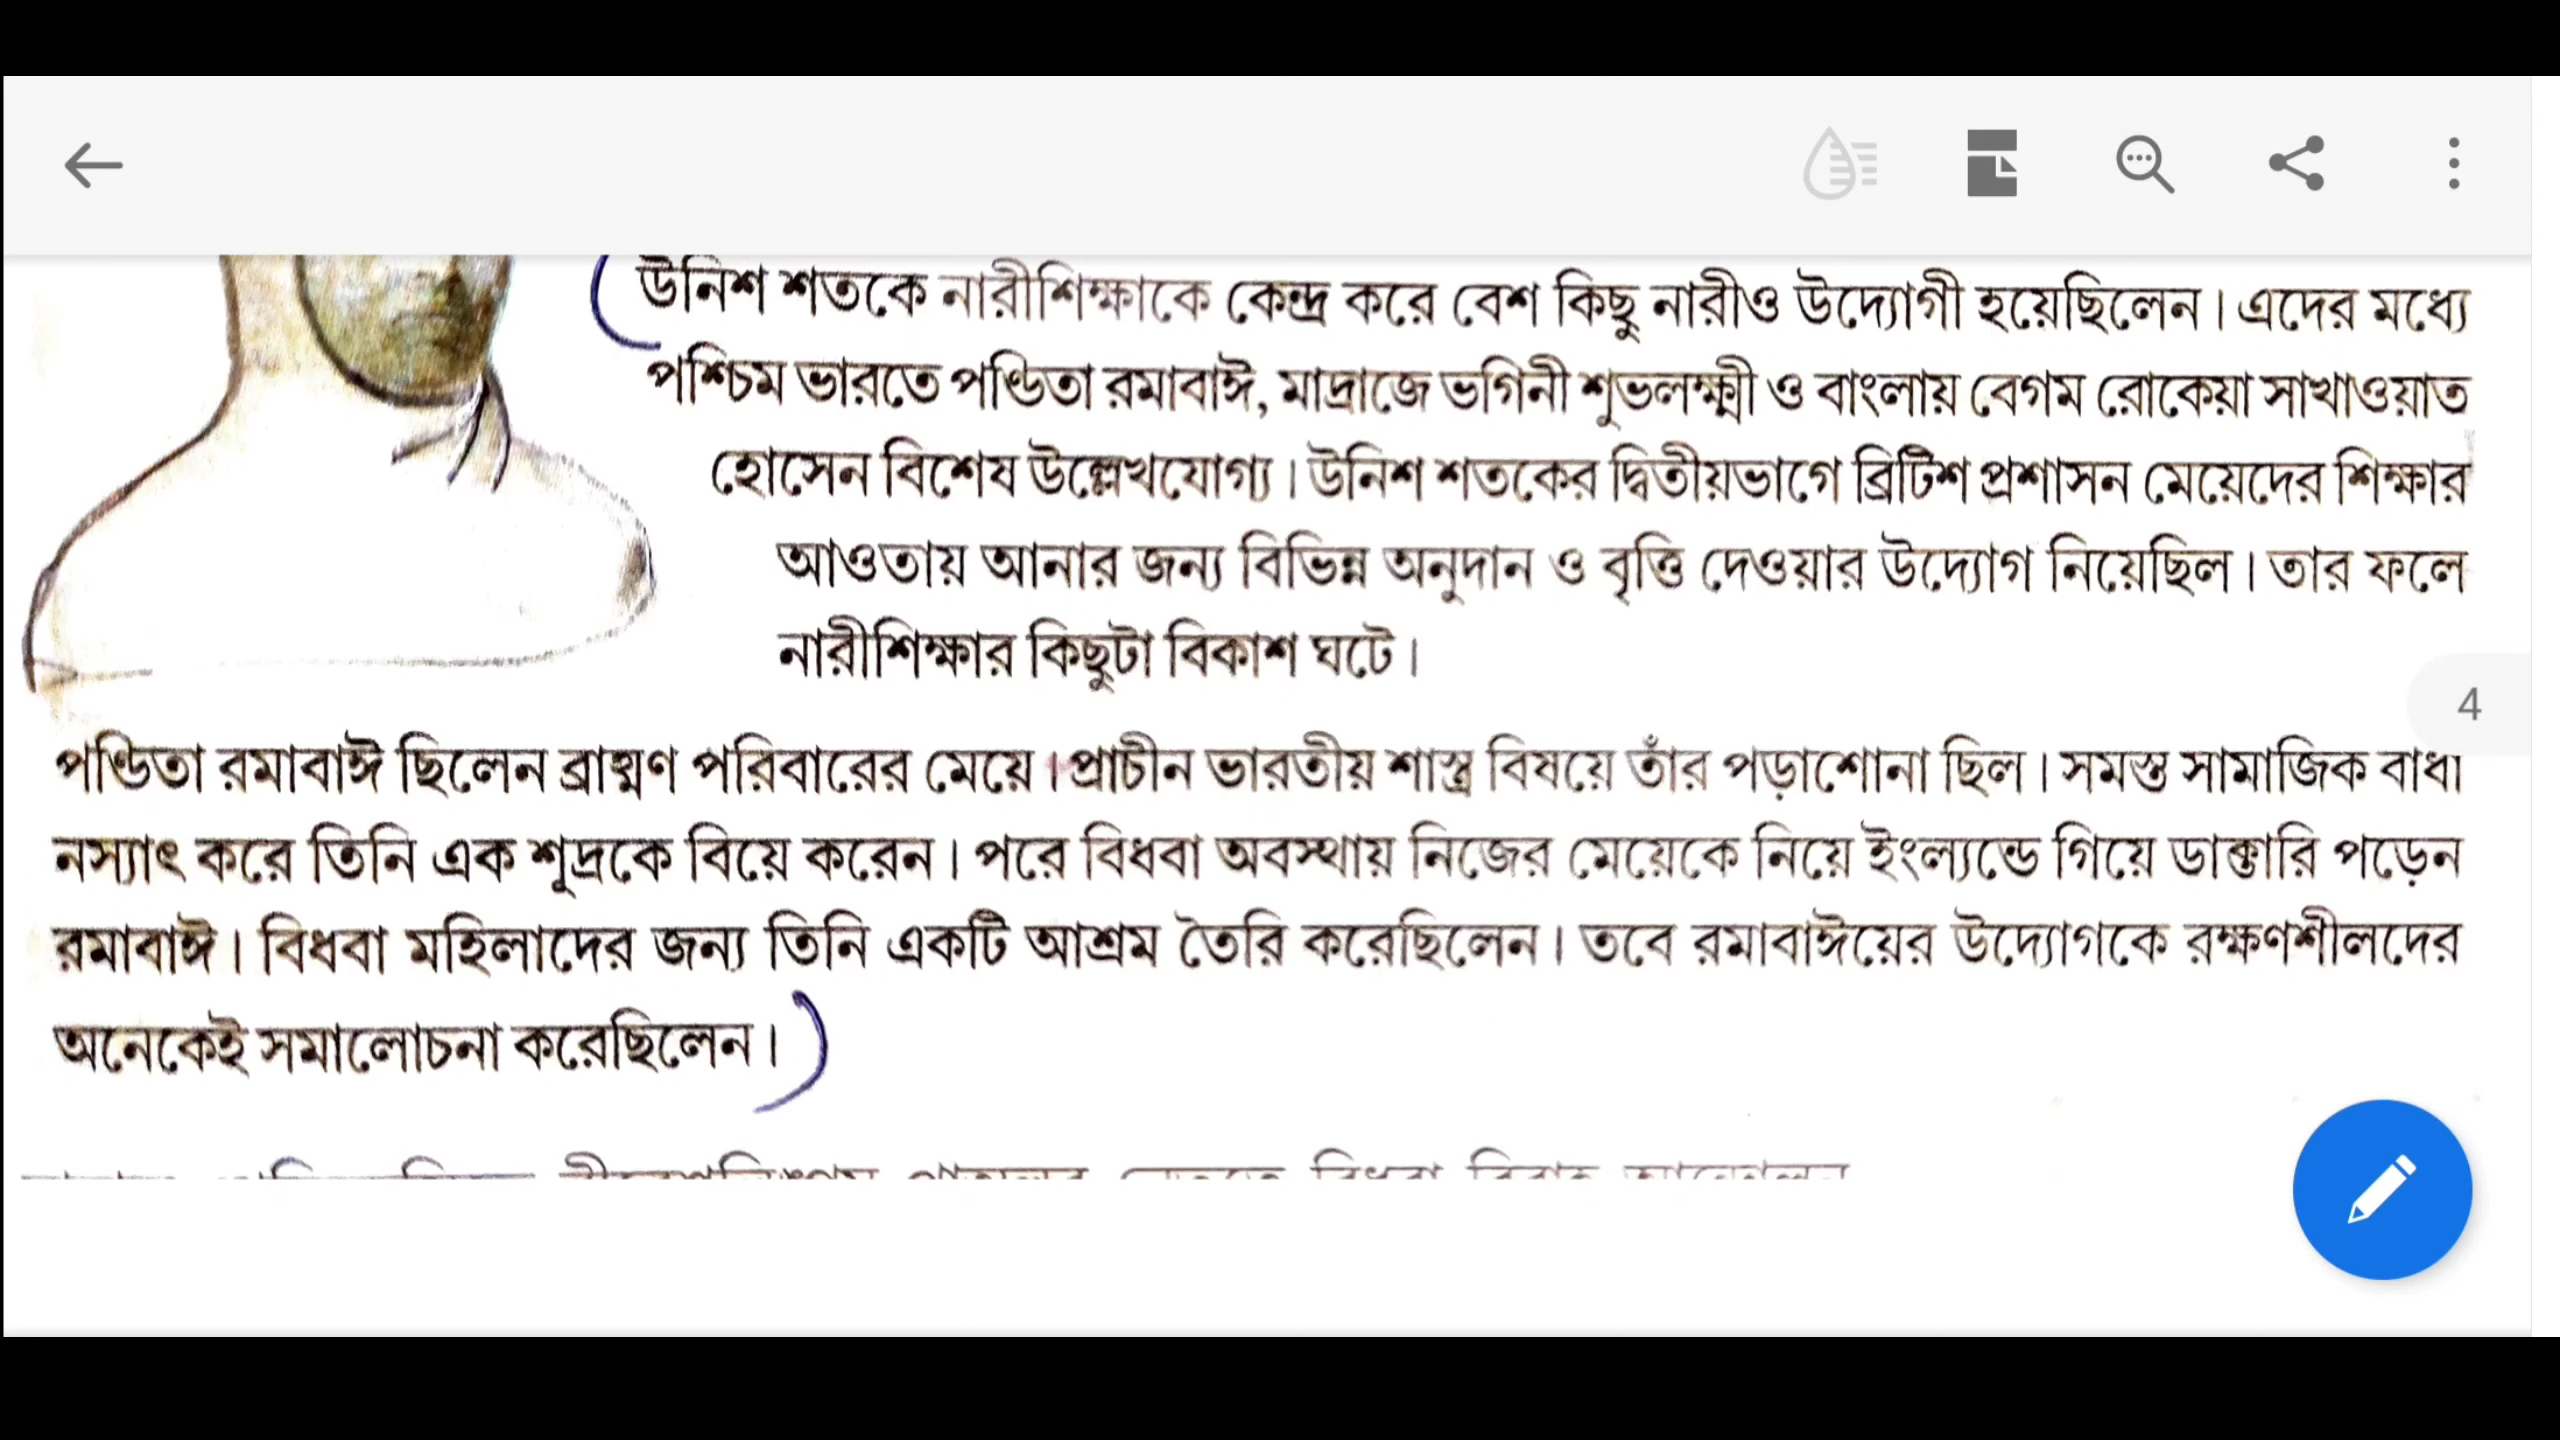 উনিশ শতকে নারীশিক্ষাকে কেন্দ্র করে বেশ কিছু নারীও উদ্যোগী হয়েছিলেন। এদের মধ্যে
পশ্চিম ভারতে পণ্ডিতা রমাবাঈ, মাদ্রাজে ভগিনী শুভলক্ষ্মী ও বাংলায় বেগম রোকেয়া সাখাওয়াত
হোসেন বিশেষ উল্লেখযোগ্য। উনিশ শতকের দ্বিতীয়ভাগে ব্রিটিশ প্রশাসন মেয়েদের শিক্ষার
আওতায় আনার জন্য বিভিন্ন অনুদান ও বৃত্তি দেওয়ার উদ্যোগ নিয়েছিল। তার ফলে
নারীশিক্ষার কিছুটা বিকাশ ঘটে।
4
পণ্ডিতা রমাবাঈ ছিলেন ব্রাহ্মণ পরিবারের মেয়ে। প্রাচীন ভারতীয় শাস্ত্র বিষয়ে তাঁর পড়াশোনা ছিল। সমস্ত সামাজিক বাধা
নস্যাৎ করে তিনি এক শূদ্রকে বিয়ে করেন। পরে বিধবা অবস্থায় নিজের মেয়েকে নিয়ে ইংল্যন্ডে গিয়ে ডাক্তারি পড়েন
রমাবাঈ। বিধবা মহিলাদের জন্য তিনি একটি আশ্রম তৈরি করেছিলেন। তবে রমাবাঈয়ের উদ্যোগকে রক্ষণশীলদের
অনেকেই সমালোচনা করেছিলেন।